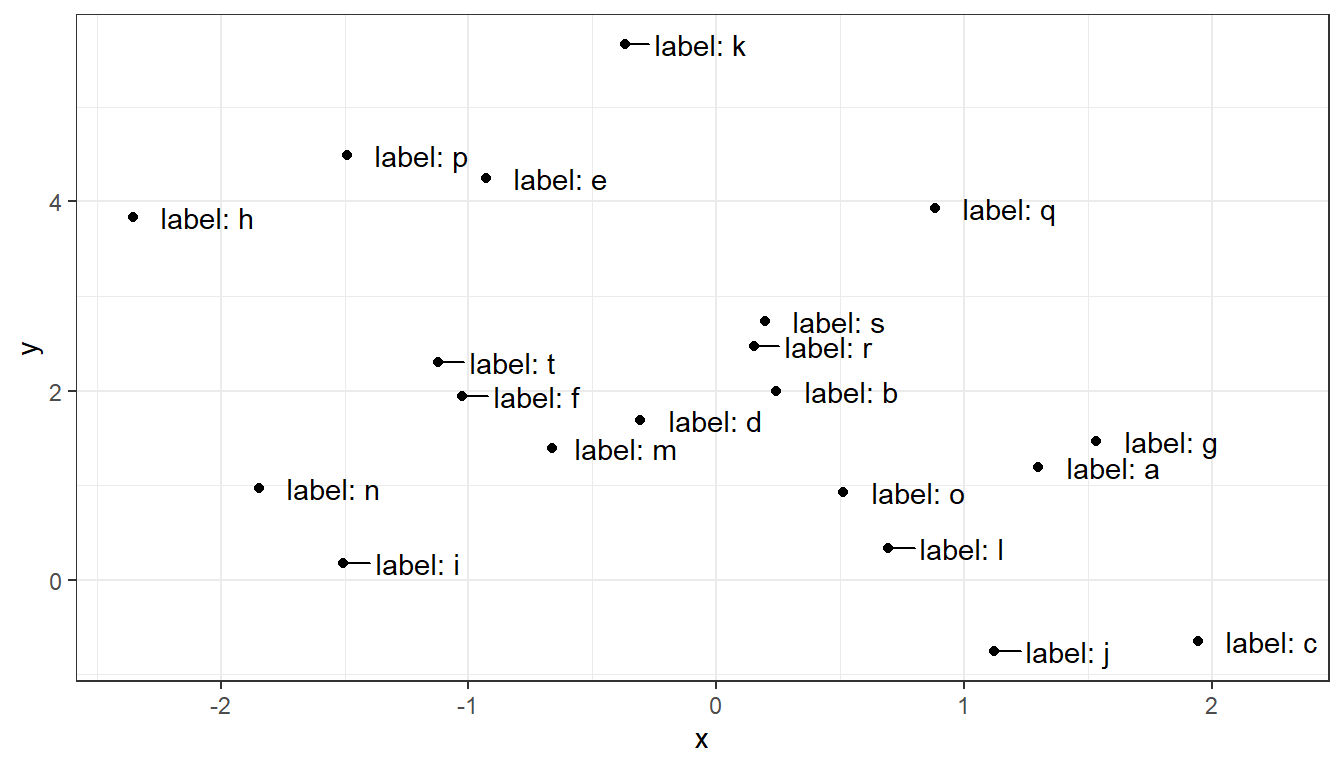 label: k
label: p
label: e
4
label: h
label: q
label: s
y
label: r
label: t
2
label: b
label: f
label: d
label: g
label: m
label: a
label: n
label: o
label: l
label: i
0
label: c
label: j
-2
-1
0
1
2
x